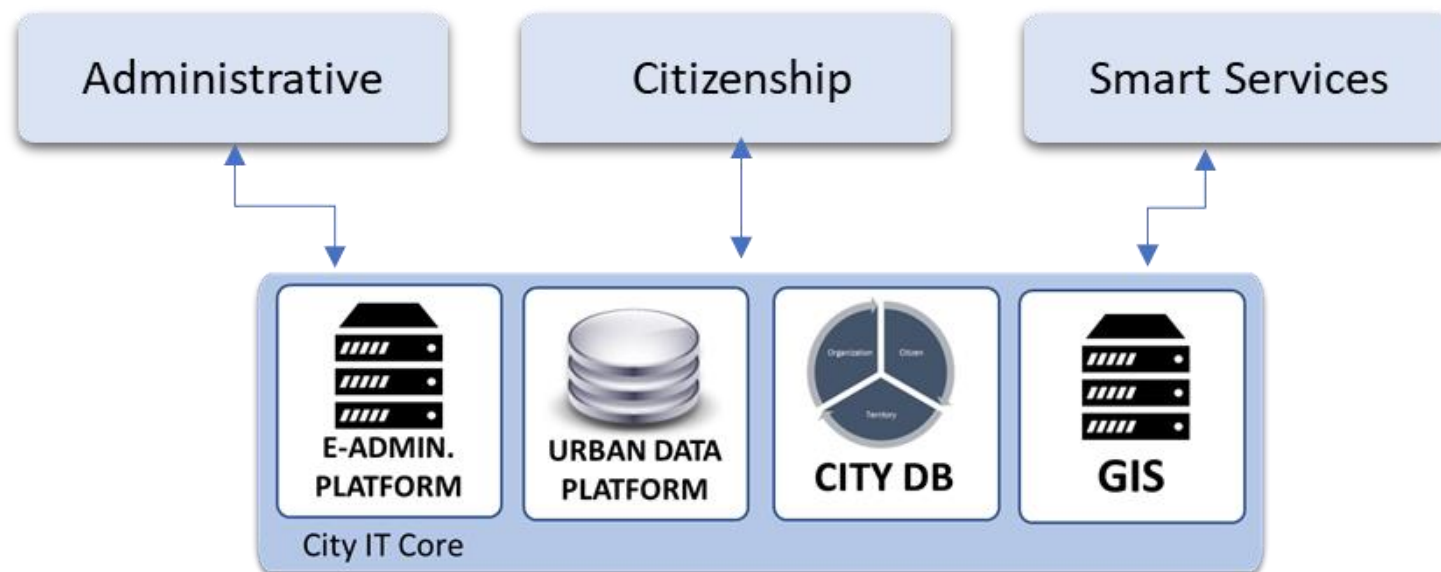 Administrative
Citizenship
Smart Services
E-ADMIN.
PLATFORM
URBAN DATA
PLATFORM
Organization
Citizen
Territory
CITY DB
GIS
City IT Core